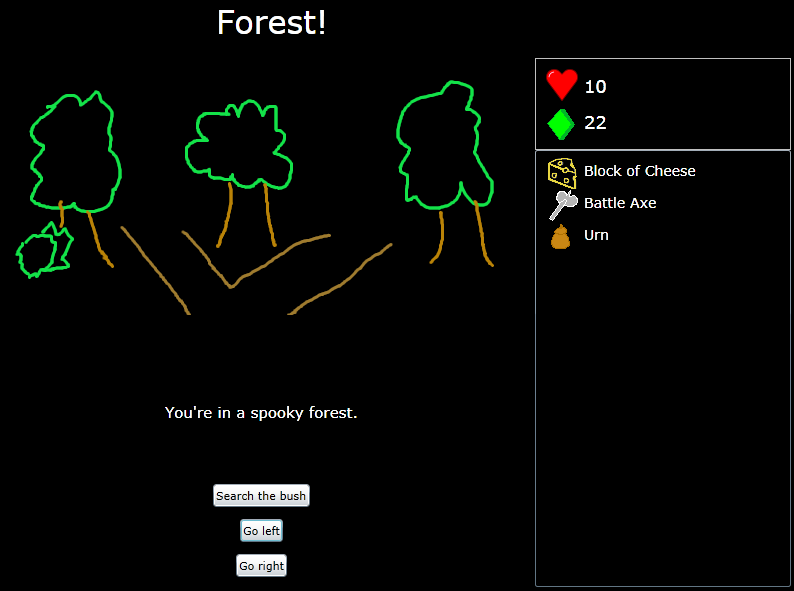 Forest!
10
22
Block of Cheese
Battle Axe
Urn
You're in a spooky forest.
Search the bush
Go left
Go right